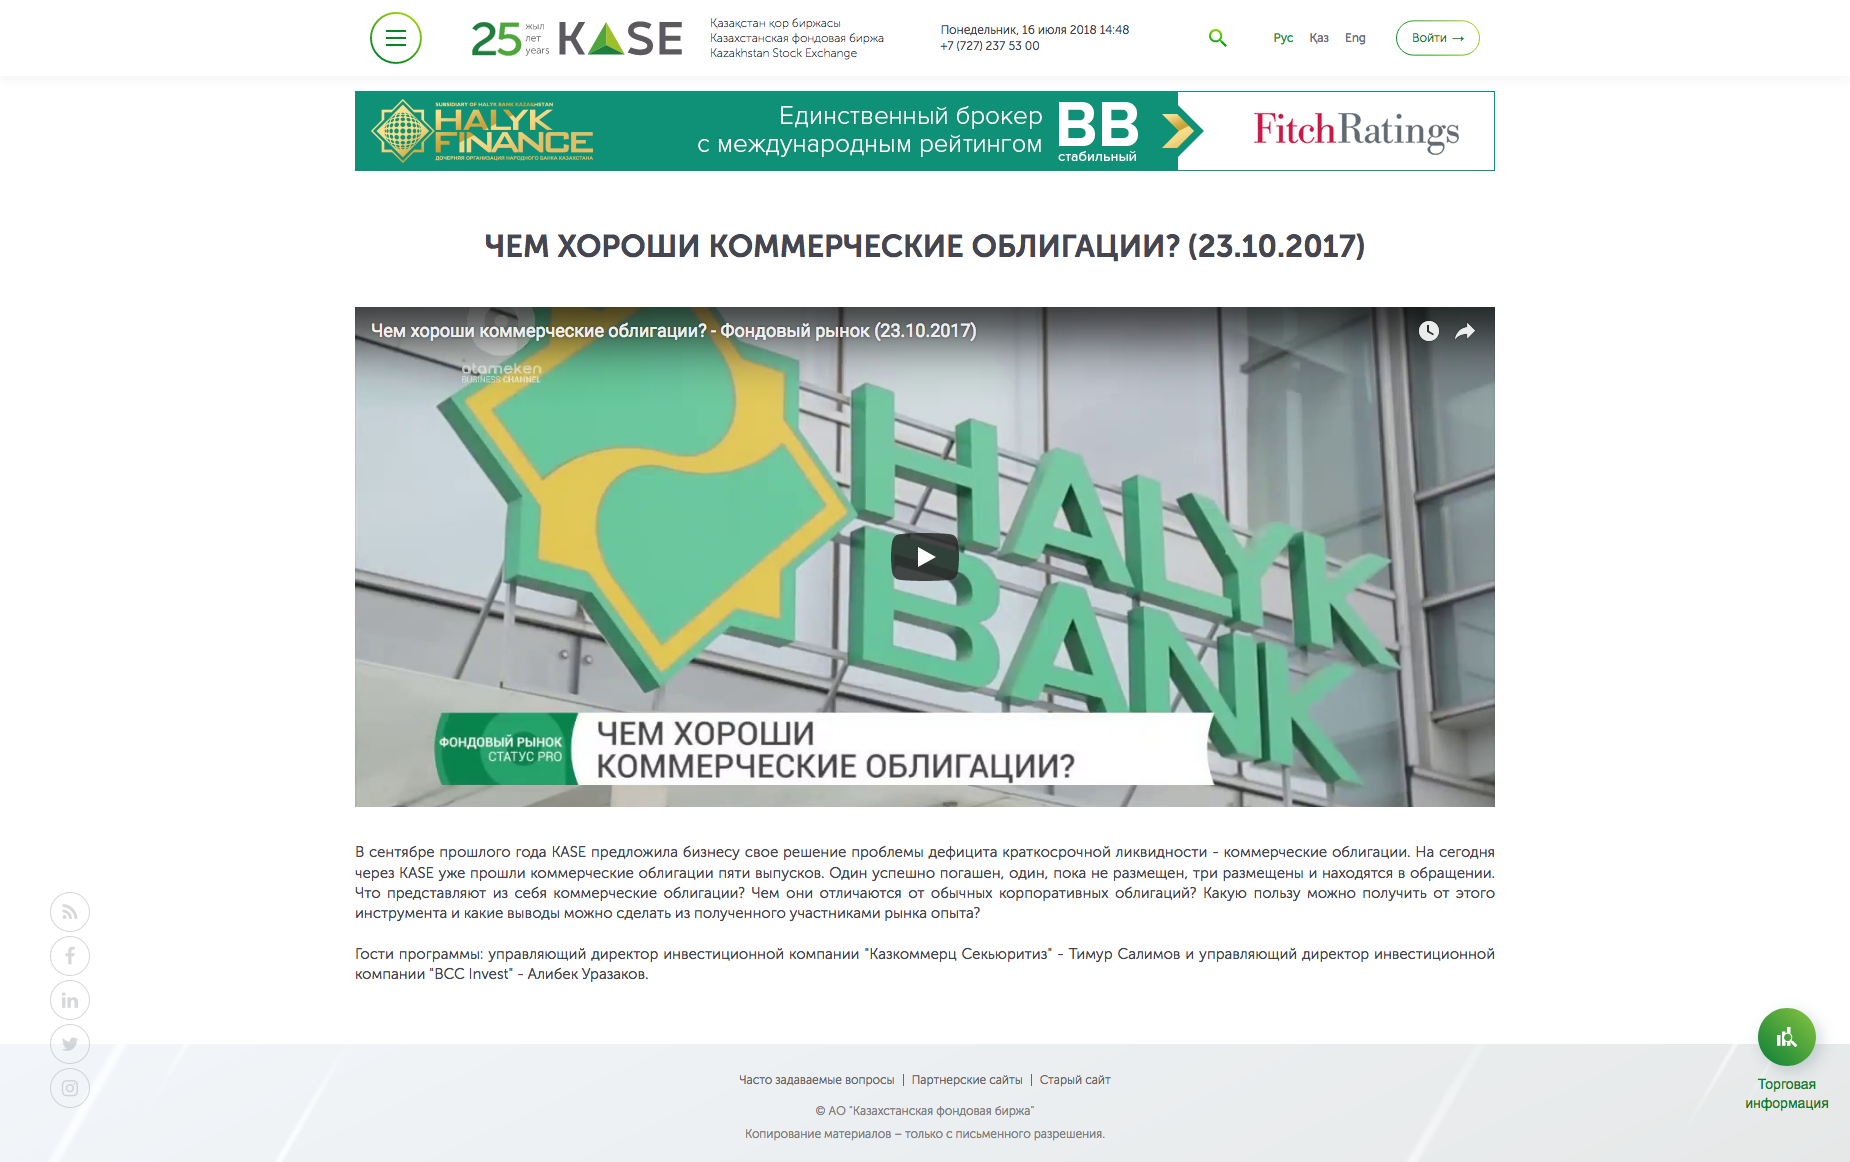 25 жыл лет years KASE
Қазақстан қор биржасы
Казахстанская фондовая биржа
Kazakhstan Stock Exchange
Понедельник, 16 июля 2018 14:48
+7 (727) 237 53 00
Рус Қаз Eng
Войти →
SUBSIDIARY OF HALYK BANK KAZAKHSTAN
HALYK
FINANCE
ДОЧЕРНЯЯ ОРГАНИЗАЦИЯ НАРОДНОГО БАНКА КАЗАХСТАНА
Единственный брокер
с международным рейтингом
BB
стабильный
FitchRatings
ЧЕМ ХОРОШИ КОММЕРЧЕСКИЕ ОБЛИГАЦИИ? (23.10.2017)
Чем хороши коммерческие облигации? - Фондовый рынок (23.10.2017)
atameken
BUSINESS CHANNEL
HALYK
BANK
ФОНДОВЫЙ РЫНОК
СТАТУС PRO
ЧЕМ ХОРОШИ
КОММЕРЧЕСКИЕ ОБЛИГАЦИИ?
В сентябре прошлого года KASE предложила бизнесу свое решение проблемы дефицита краткосрочной ликвидности - коммерческие облигации. На сегодня
через KASE уже прошли коммерческие облигации пяти выпусков. Один успешно погашен, один, пока не размещен, три размещены и находятся в обращении.
Что представляют из себя коммерческие облигации? Чем они отличаются от обычных корпоративных облигаций? Какую пользу можно получить от этого
инструмента и какие выводы можно сделать из полученного участниками рынка опыта?
Гости программы: управляющий директор инвестиционной компании "Казкоммерц Секьюритиз" - Тимур Салимов и управляющий директор инвестиционной
компании "BCC Invest" - Алибек Уразаков.
Торговая
информация
Часто задаваемые вопросы | Партнерские сайты | Старый сайт
© АО "Казахстанская фондовая биржа"
Копирование материалов – только с письменного разрешения.